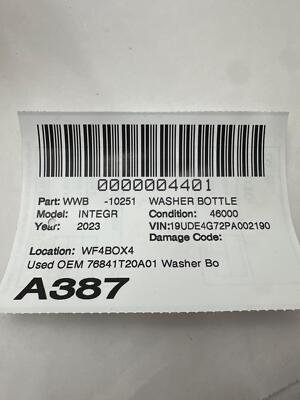 0000004401
Part: WWB -10251 WASHER BOTTLE
Model: INTEGR Condition: 46000
Year: 2023 VIN:19UDE4G72PA002190
Damage Code:
Location: WF4BOX4
Used OEM 76841T20A01 Washer Bo
A387